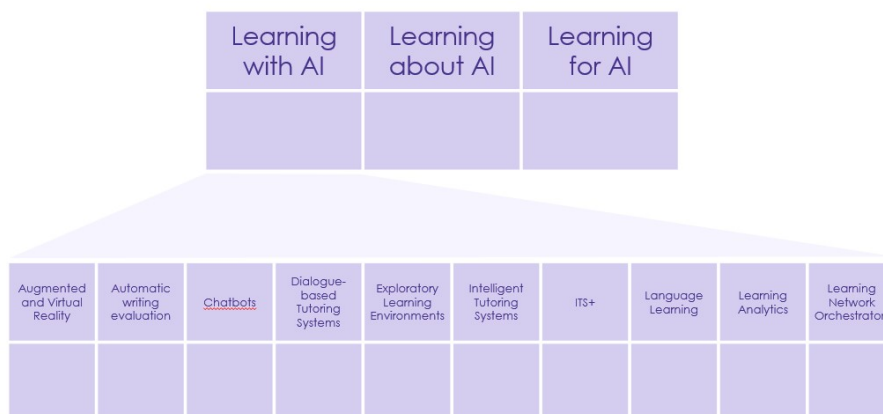 Learning
with AI
Learning
about AI
Learning
for AI
Augmented
and Virtual
Reality
Automatic
writing
evaluation
Chatbots
Dialogue-
based
Tutoring
Systems
Exploratory
Learning
Environments
Intelligent
Tutoring
Systems
ITS+
Language
Learning
Learning
Analytics
Learning
Network
Orchestrator